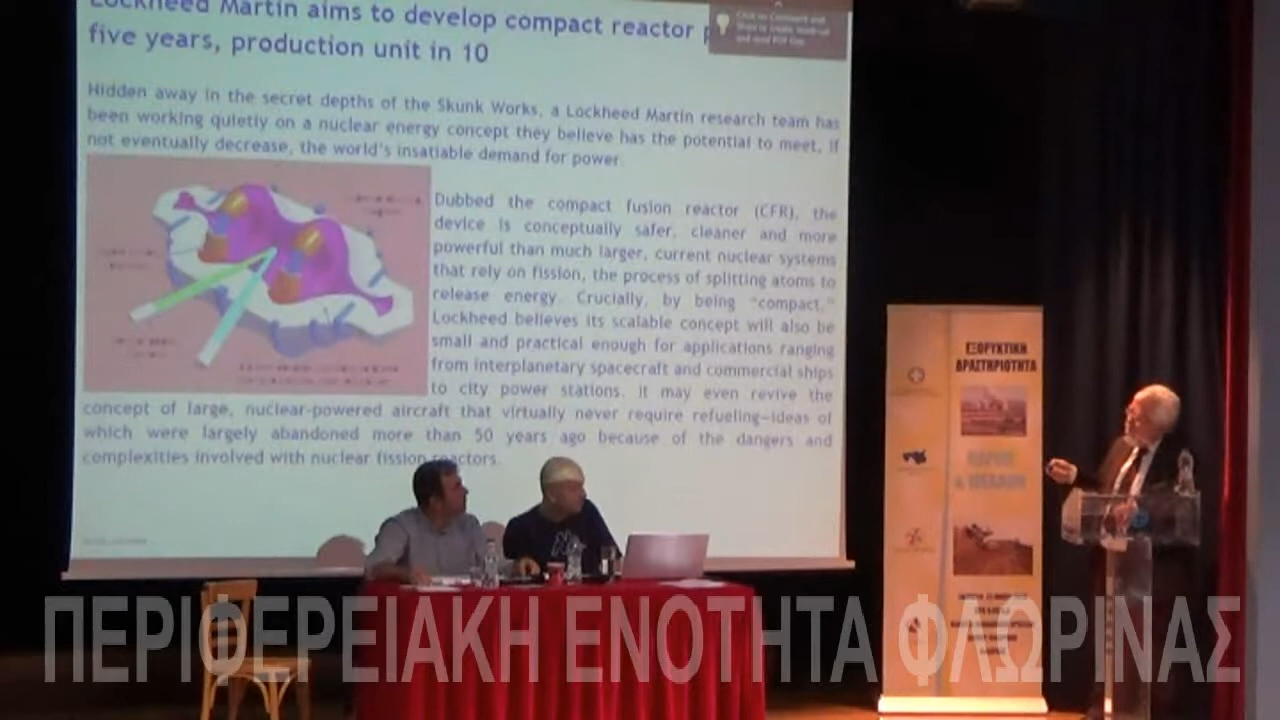 Lockheed Martin aims to develop compact reactor
five years, production unit in 10
Hidden away in the secret depths of the Skunk Works, a Lockheed Martin research team has
been working quietly on a nuclear energy concept they believe has the potential to meet, if
not eventually decrease, the world's insatiable demand for power.
Dubbed the compact fusion reactor (CFR), the
device is conceptually safer, cleaner and more
powerful than much larger, current nuclear systems
that rely on fission, the process of splitting atoms to
release energy. Crucially, by being "compact,"
Lockheed believes its scalable concept will also be
small and practical enough for applications ranging
from interplanetary spacecraft and commercial ships
to city power stations. It may even revive the
concept of large, nuclear-powered aircraft that virtually never require refueling—ideas of
which were largely abandoned more than 50 years ago because of the dangers and
complexities involved with nuclear fission reactors.
ΕΞΟΡΥΚΤΙΚΗ
ΔΡΑΣΤΗΡΙΟΤΗΤΑ
ΠΕΡΙΦΕΡΕΙΑΚΗ ΕΝΟΤΗΤΑ ΦΛΩΡΙΝΑΣ